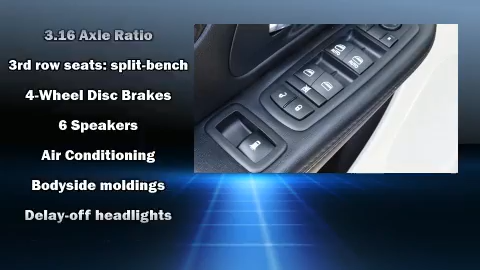 3.16 Axle Ratio
3rd row seats: split-bench
4-Wheel Disc Brakes
6 Speakers
Air Conditioning
Bodyside moldings
Delay-off headlights